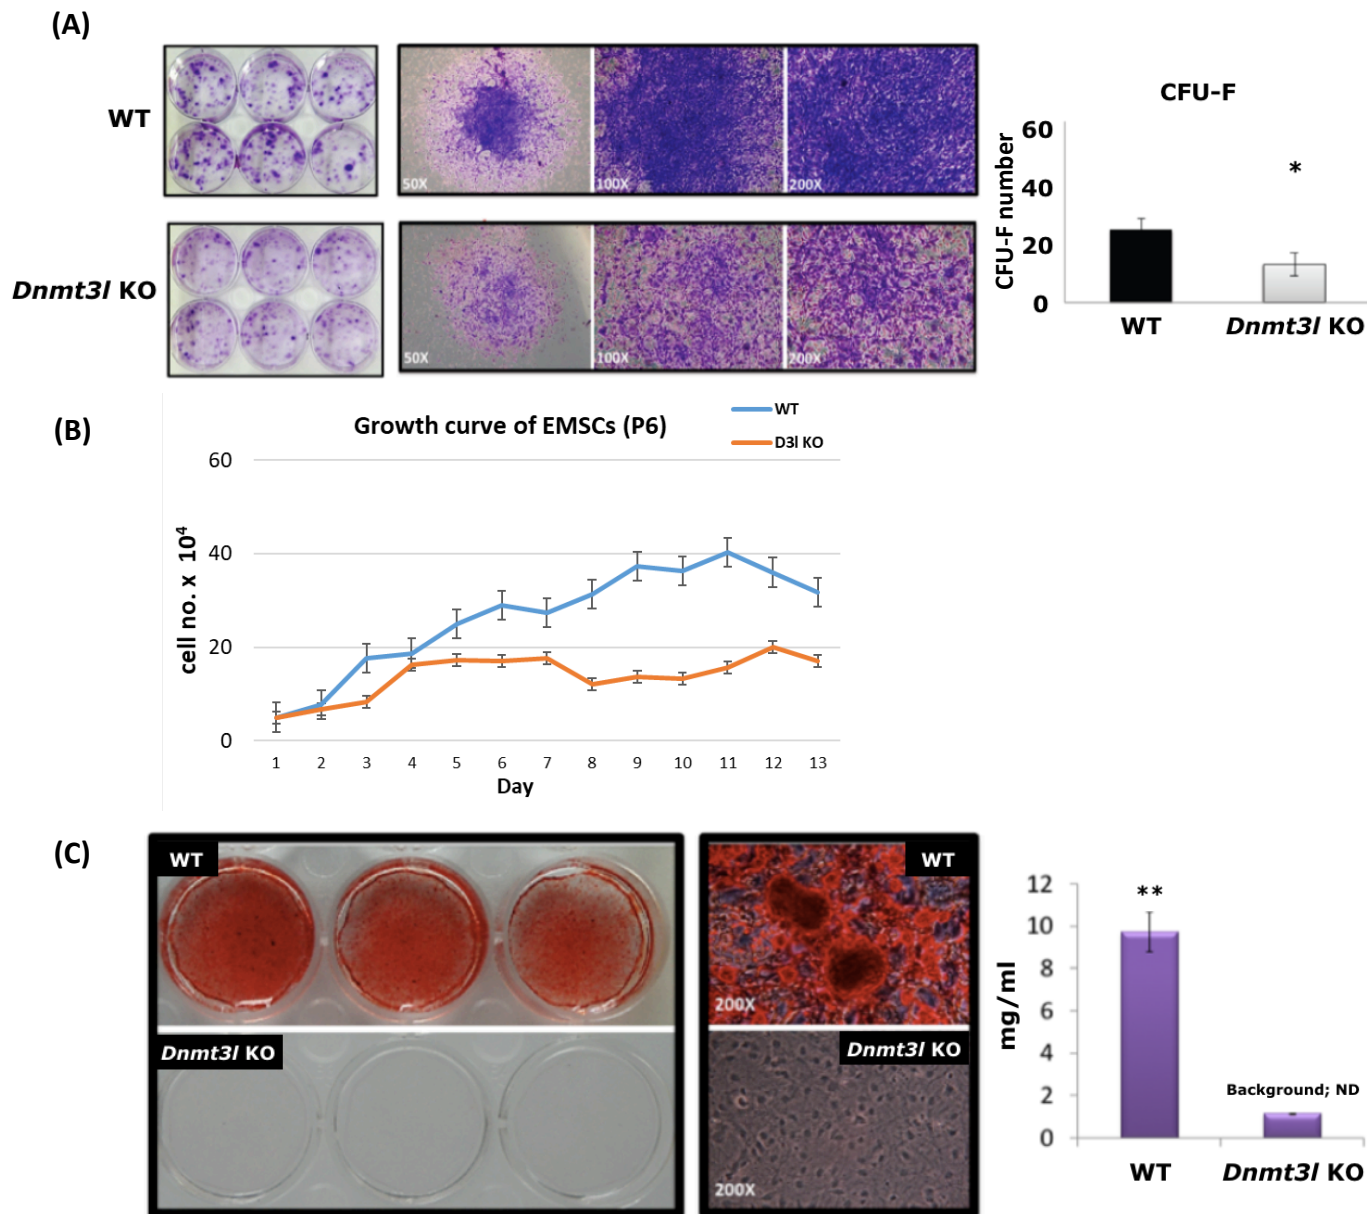 (A)
WT
50X
100X
200X
Dnmt3l KO
50X
100X
200X
CFU-F
CFU-F number
60
40
20
0
*
WT
Dnmt3l KO
(B)
Growth curve of EMSCs (P6)
WT
D3l KO
cell no. x 10⁴
60
40
20
0
1 2 3 4 5 6 7 8 9 10 11 12 13
Day
(C)
WT
Dnmt3l KO
WT
200X
Dnmt3l KO
200X
mg/ml
12
10
8
6
4
2
0
**
Background; ND
WT
Dnmt3l KO